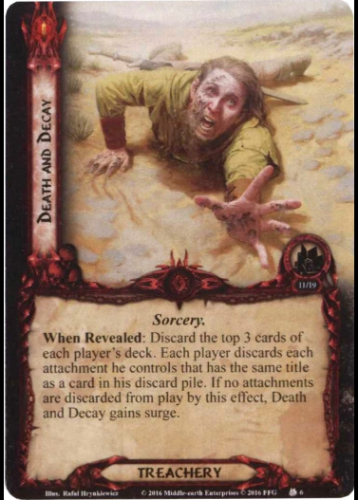 DEATH AND DECAY
11/19
Sorcery.
When Revealed: Discard the top 3 cards of
each player's deck. Each player discards each
attachment he controls that has the same title
as a card in his discard pile. If no attachments
are discarded from play by this effect, Death
and Decay gains surge.
TREACHERY
Illus. Rafał Hrynkiewicz
© 2016 Middle-earth Enterprises © 2016 FFG
6